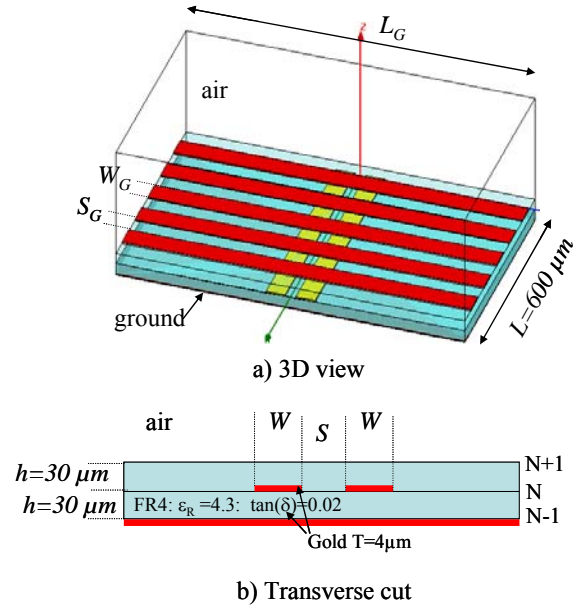 L_G
z
air
W_G
S_G
L=600 µm
ground
a) 3D view
air
W
S
W
h=30 µm
N+1
N
h=30 µm
FR4: ε_R =4.3: tan(δ)=0.02
N-1
Gold T=4µm
b) Transverse cut